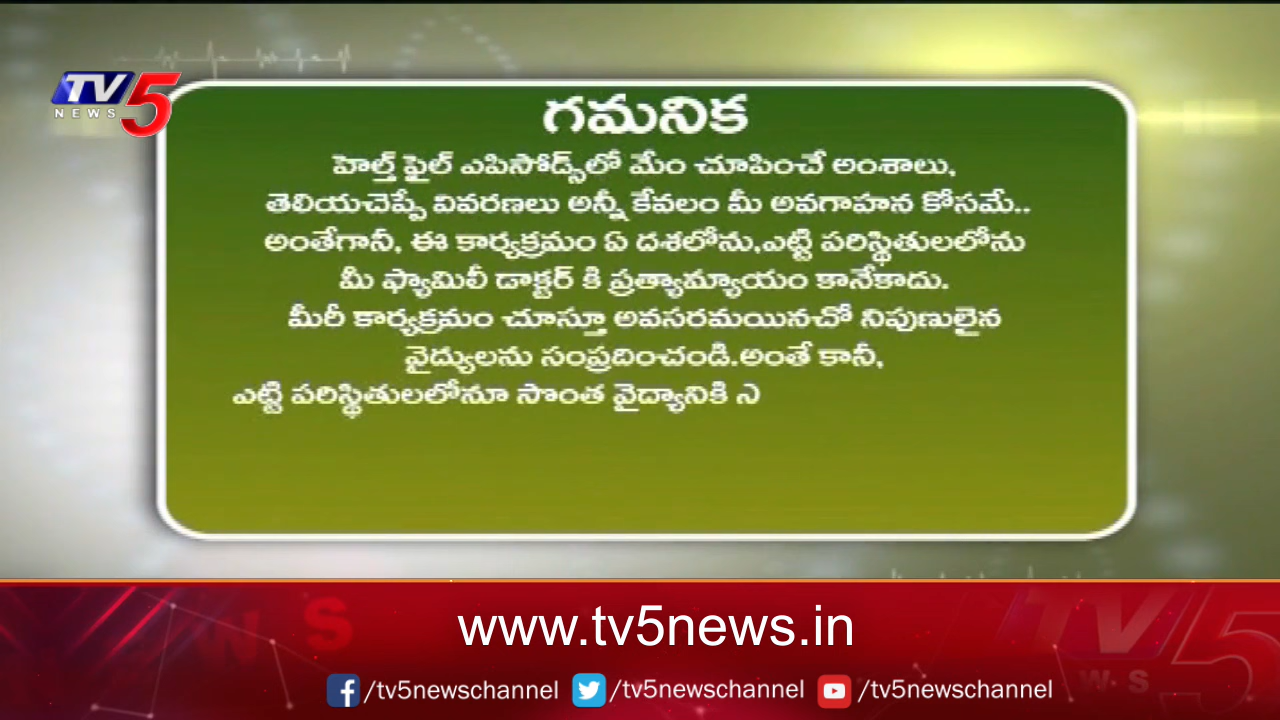 TV5
NEWS
గమనిక
హెల్త్ ఫైల్ ఎపిసోడ్స్‌లో మేం చూపించే అంశాలు,
తెలియచెప్పే వివరణలు అన్నీ కేవలం మీ అవగాహన కోసమే..
అంతేగానీ, ఈ కార్యక్రమం ఏ దశలోను,ఎట్టి పరిస్థితులలోను
మీ ఫ్యామిలీ డాక్టర్ కి ప్రత్యామ్యాయం కానేకాదు.
మీరీ కార్యక్రమం చూస్తూ అవసరమయినచో నిపుణులైన
వైద్యులను సంప్రదించండి.అంతే కానీ,
ఎట్టి పరిస్థితులలోనూ సొంత వైద్యానికి
www.tv5news.in
/tv5newschannel /tv5newschannel /tv5newschannel